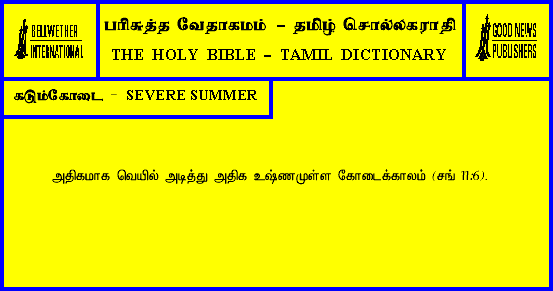 BELLWETHER
INTERNATIONAL
பரிசுத்த வேதாகமம் – தமிழ் சொல்லகராதி
THE HOLY BIBLE – TAMIL DICTIONARY
GOOD NEWS
PUBLISHERS
கடும்கோடை – SEVERE SUMMER
அதிகமாக வெயில் அடித்து அதிக உஷ்ணமுள்ள கோடைக்காலம் (சங் 11:6).